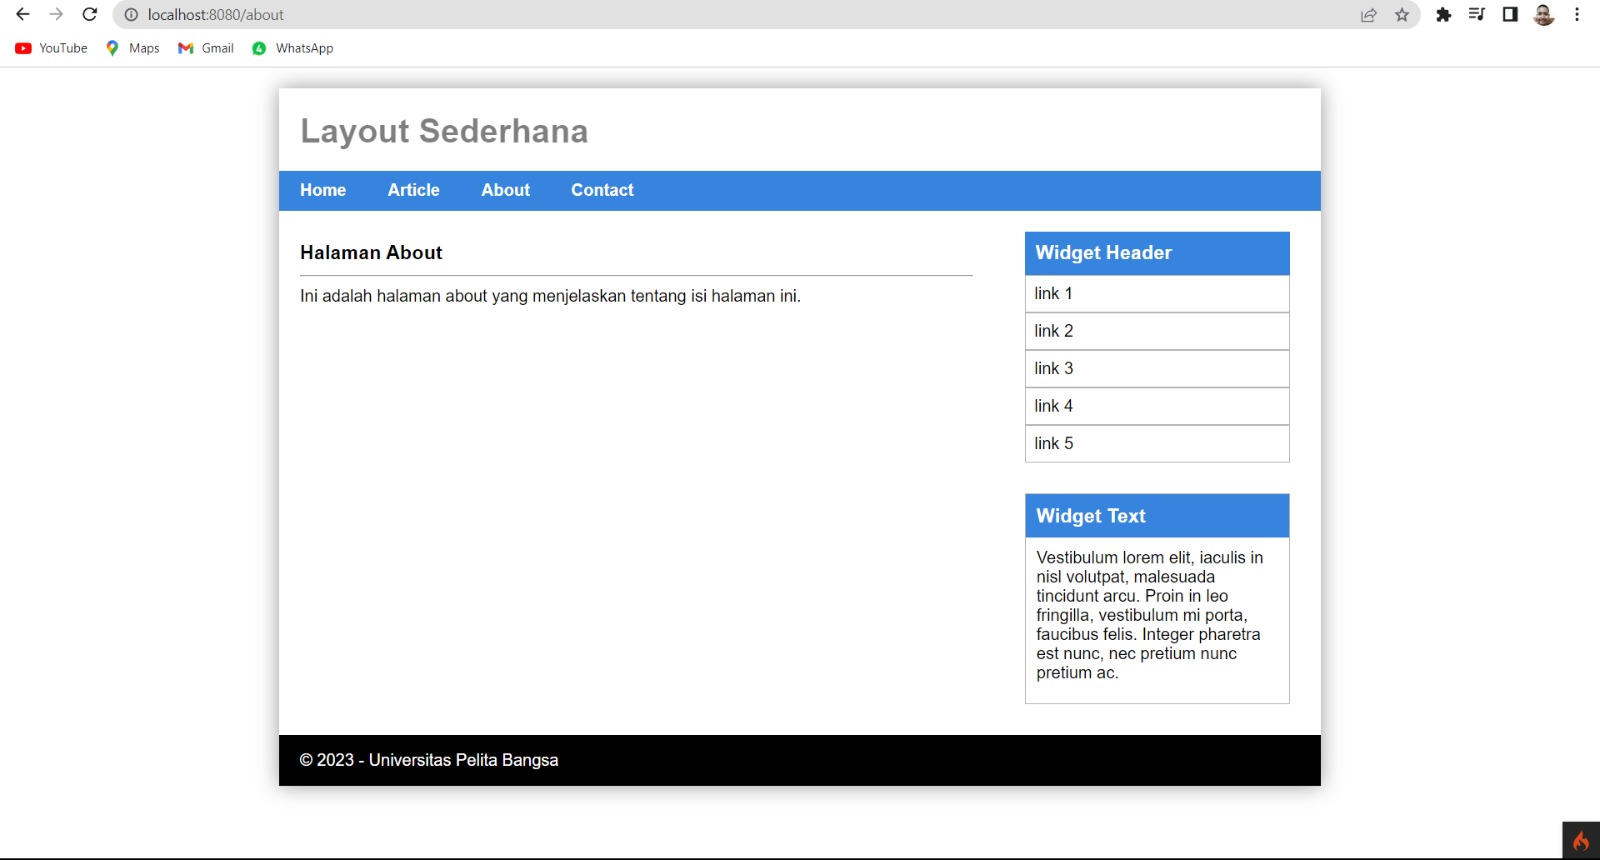 localhost:8080/about
YouTube Maps Gmail 4 WhatsApp
Layout Sederhana
Home Article About Contact
Halaman About
Ini adalah halaman about yang menjelaskan tentang isi halaman ini.
Widget Header
link 1
link 2
link 3
link 4
link 5
Widget Text
Vestibulum lorem elit, iaculis in
nisl volutpat, malesuada
tincidunt arcu. Proin in leo
fringilla, vestibulum mi porta,
faucibus felis. Integer pharetra
est nunc, nec pretium nunc
pretium ac.
© 2023 - Universitas Pelita Bangsa